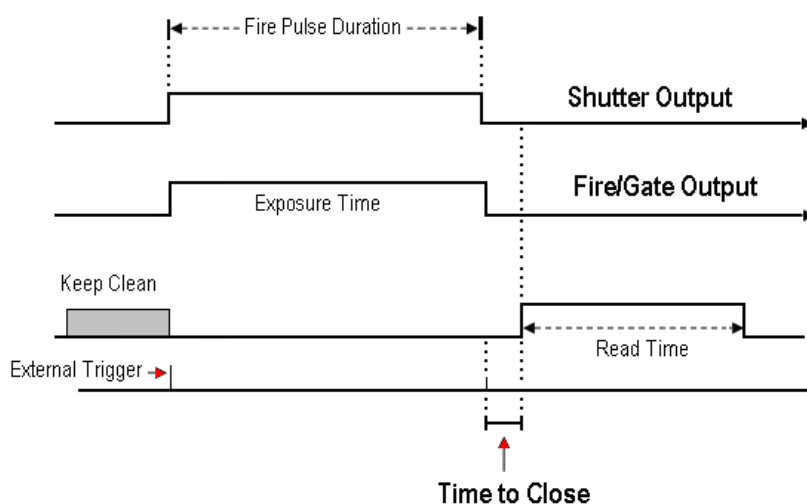 Fire Pulse Duration
Shutter Output
Fire/Gate Output
Exposure Time
Keep Clean
Read Time
External Trigger
Time to Close